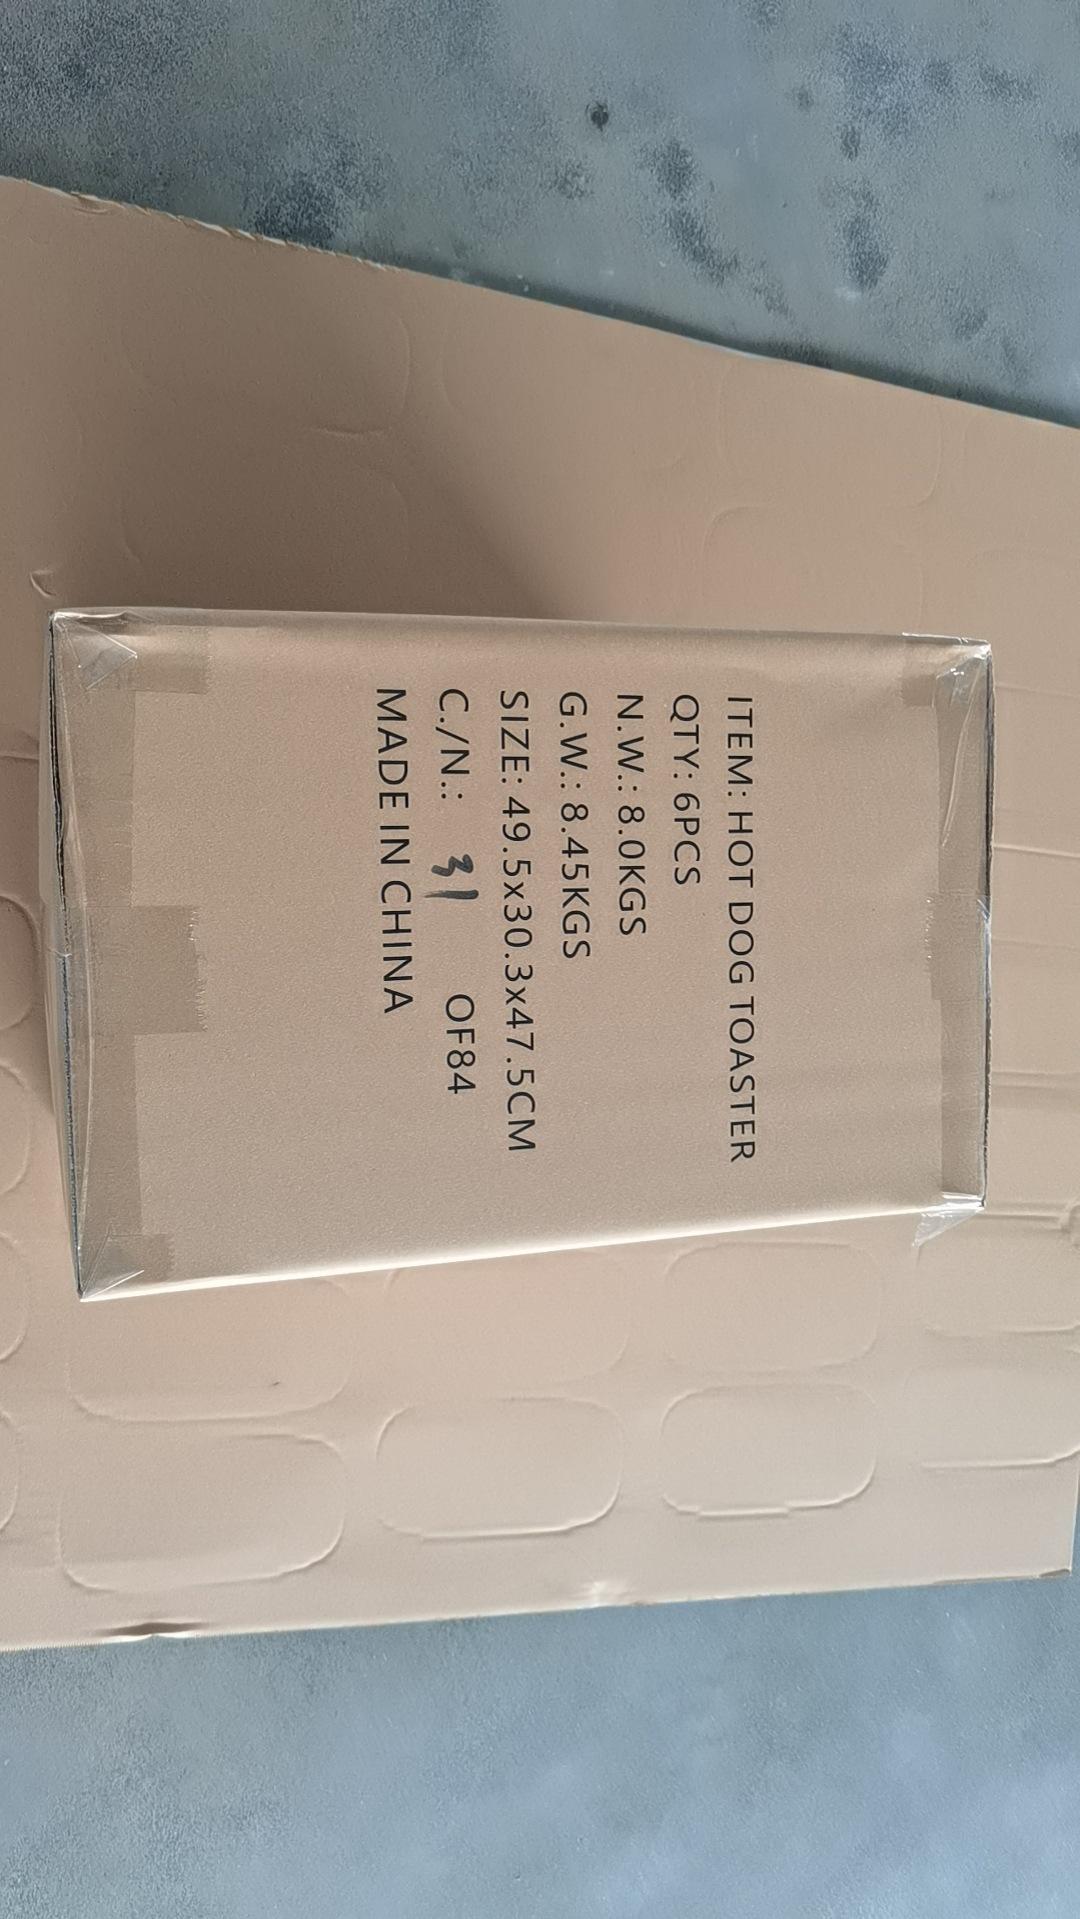 ITEM: HOT DOG TOASTER
QTY: 6PCS
N.W.: 8.0KGS
G.W.: 8.45KGS
SIZE: 49.5x30.3x47.5CM
C./N.: 31 OF84
MADE IN CHINA